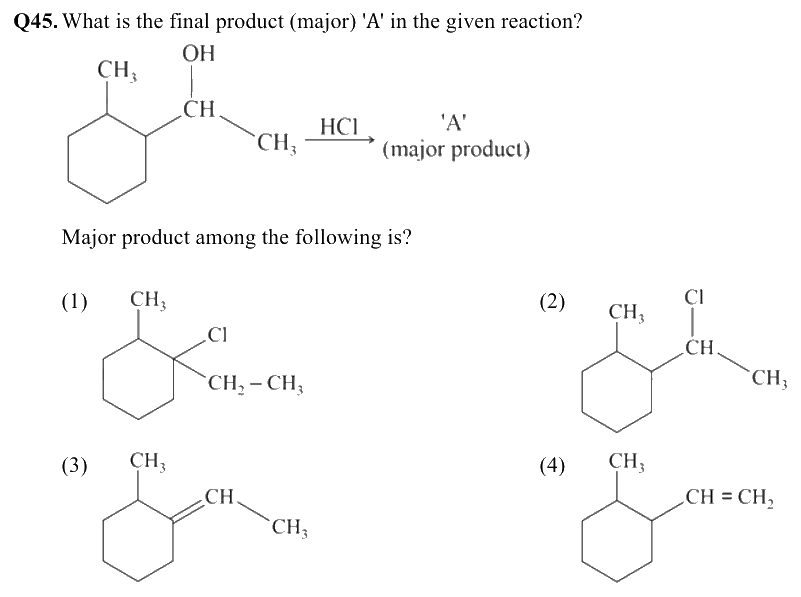 Q45. What is the final product (major) 'A' in the given reaction?
OH
CH₃
CH
CH₃
HCl
'A'
(major product)
Major product among the following is?
(1)
CH₃
Cl
CH₂ – CH₃
(2)
CH₃
Cl
CH
CH₃
(3)
CH₃
CH
CH₃
(4)
CH₃
CH = CH₂